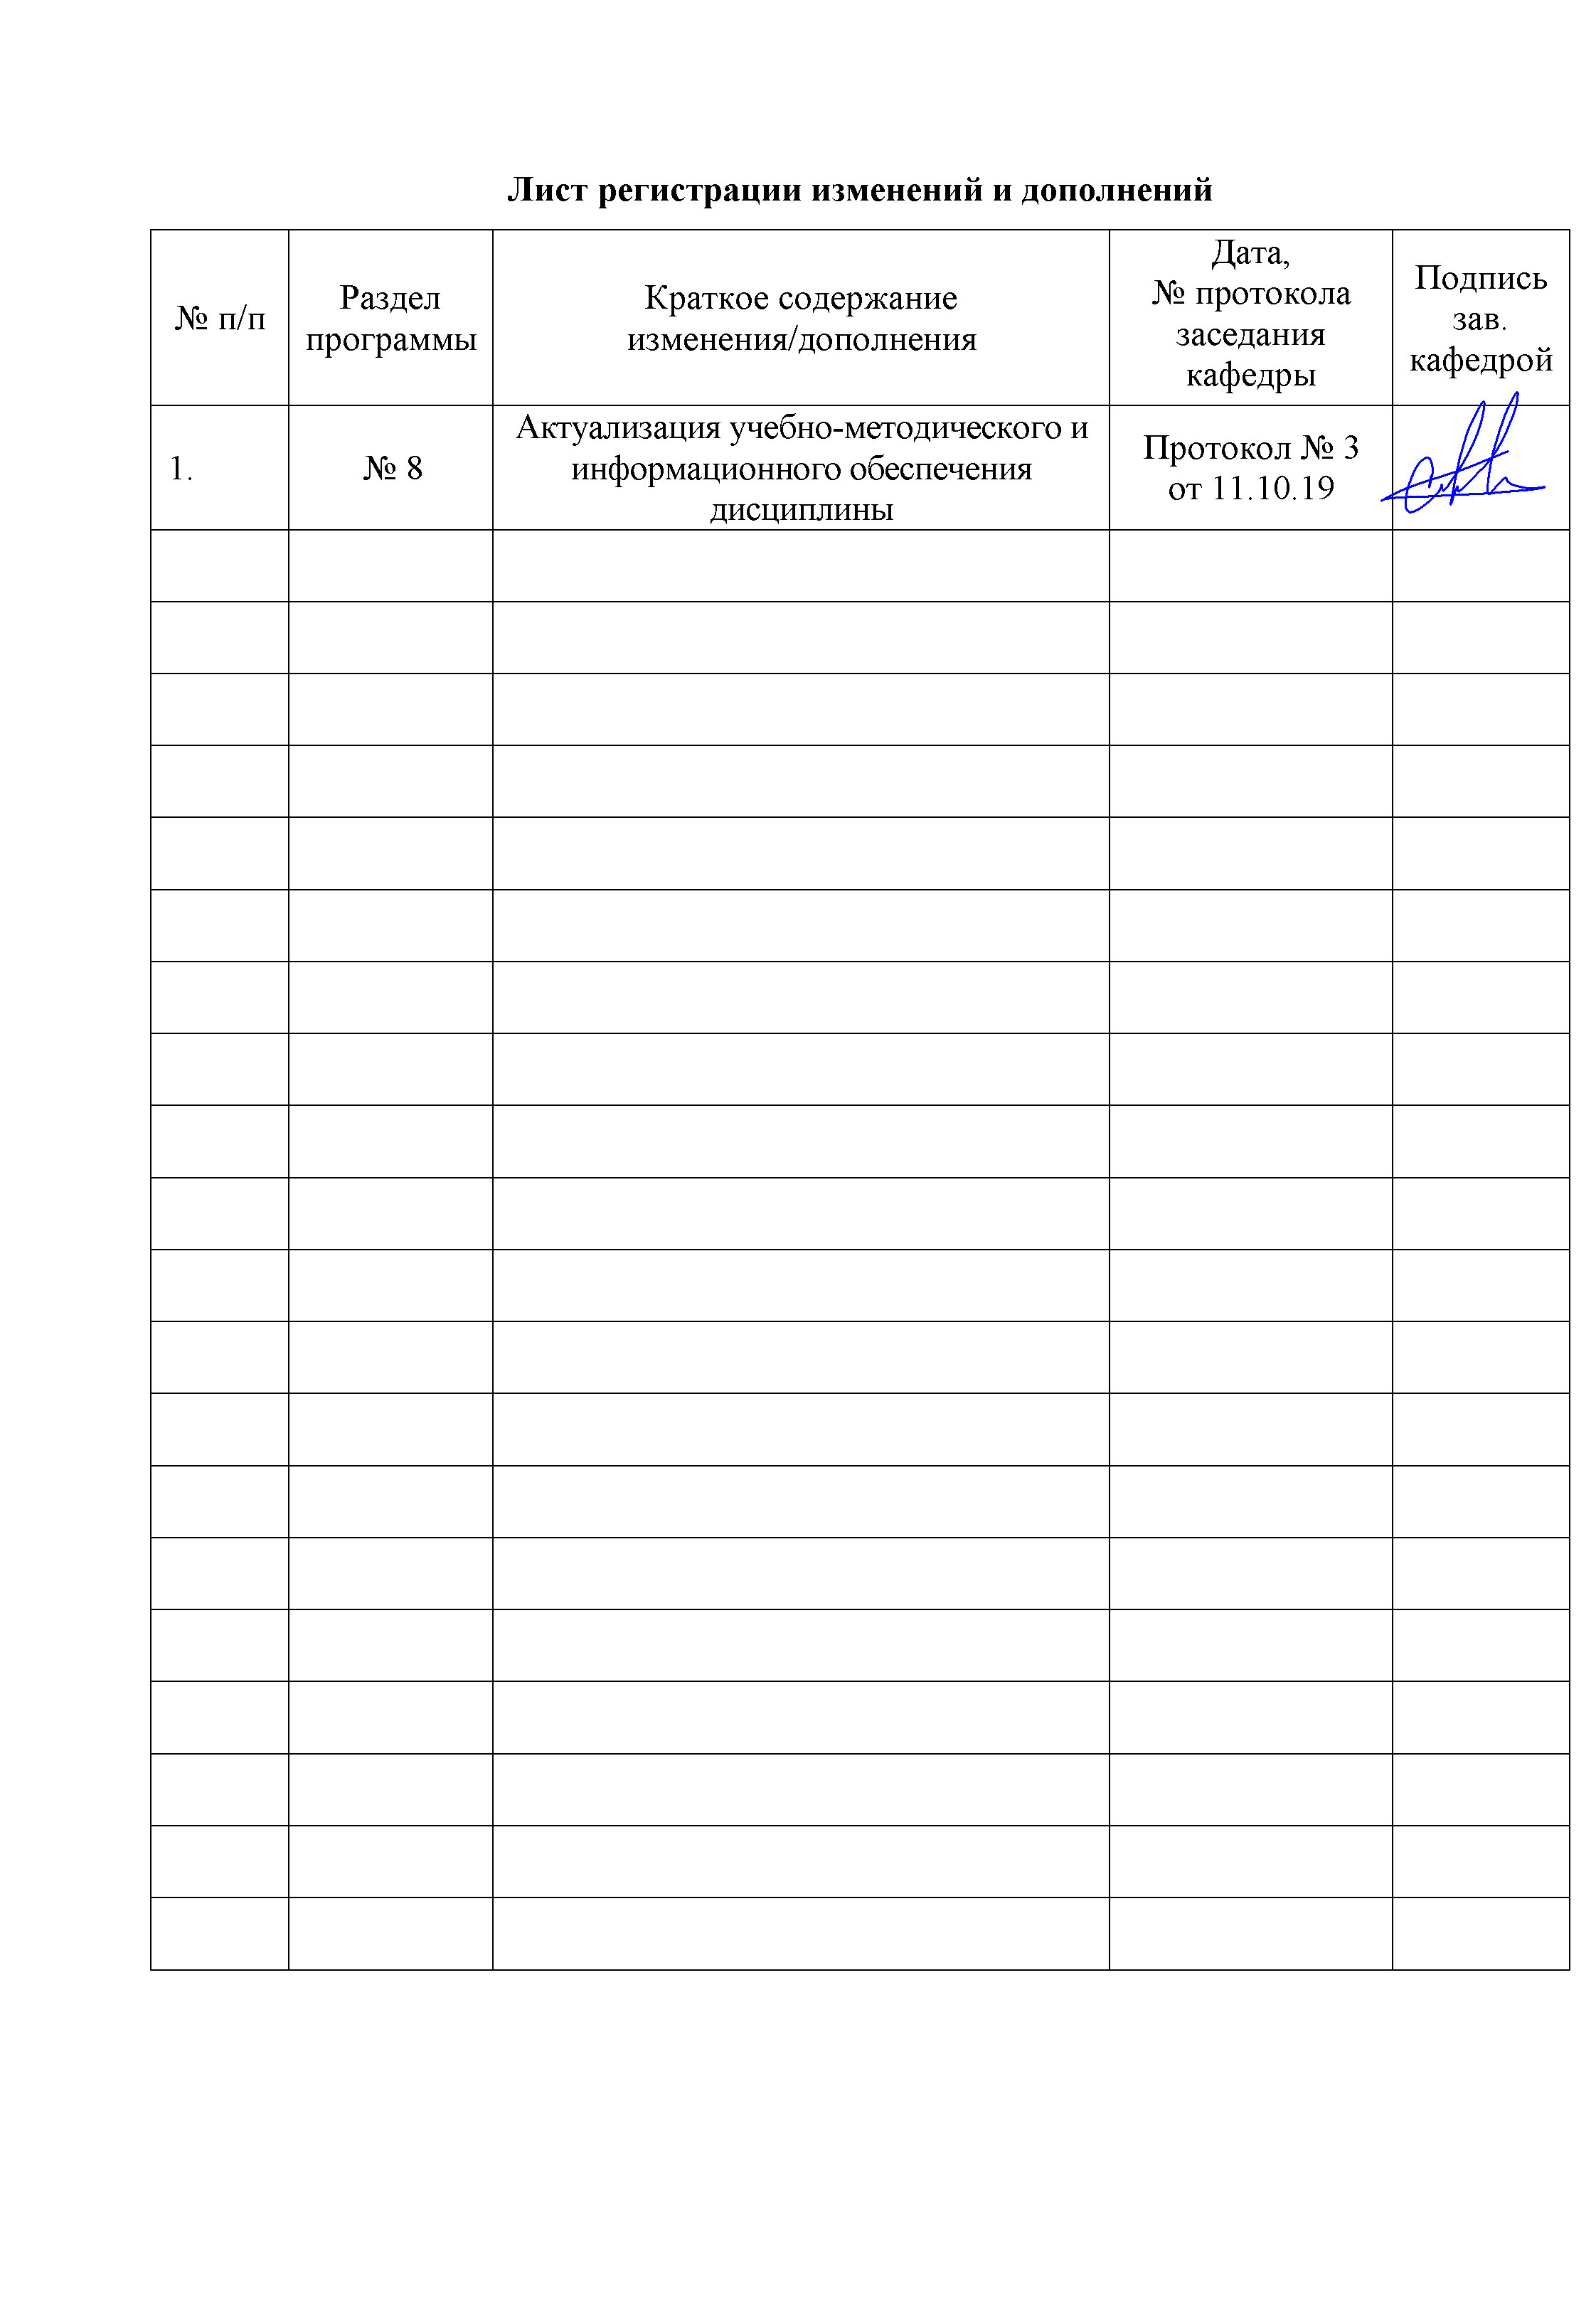 Лист регистрации изменений и дополнений
№ п/п
Раздел
программы
Краткое содержание
изменения/дополнения
Дата,
№ протокола
заседания
кафедры
Подпись
зав.
кафедрой
1.
№ 8
Актуализация учебно-методического и
информационного обеспечения
дисциплины
Протокол № 3
от 11.10.19